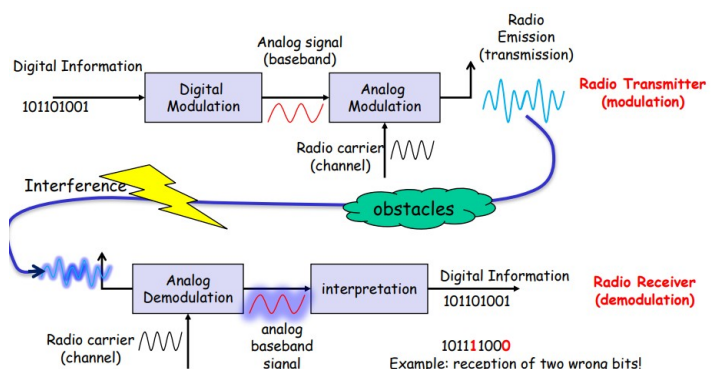 Radio
Emission
(transmission)
Analog signal
(baseband)
Digital Information
101101001
Digital
Modulation
Analog
Modulation
Radio Transmitter
(modulation)
Radio carrier
(channel)
Interference
obstacles
Analog
Demodulation
interpretation
Digital Information
101101001
Radio Receiver
(demodulation)
Radio carrier
(channel)
analog
baseband
signal
101111000
Example: reception of two wrong bits!